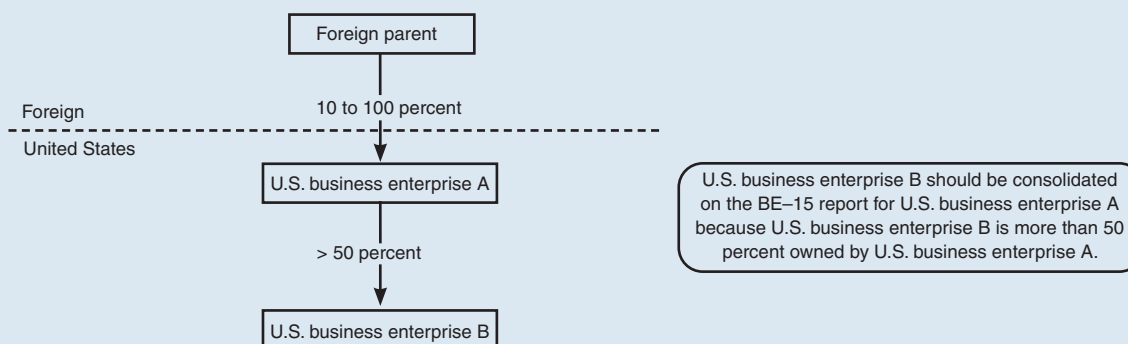 Foreign parent
10 to 100 percent
Foreign
United States
U.S. business enterprise A
> 50 percent
U.S. business enterprise B
U.S. business enterprise B should be consolidated
on the BE–15 report for U.S. business enterprise A
because U.S. business enterprise B is more than 50
percent owned by U.S. business enterprise A.